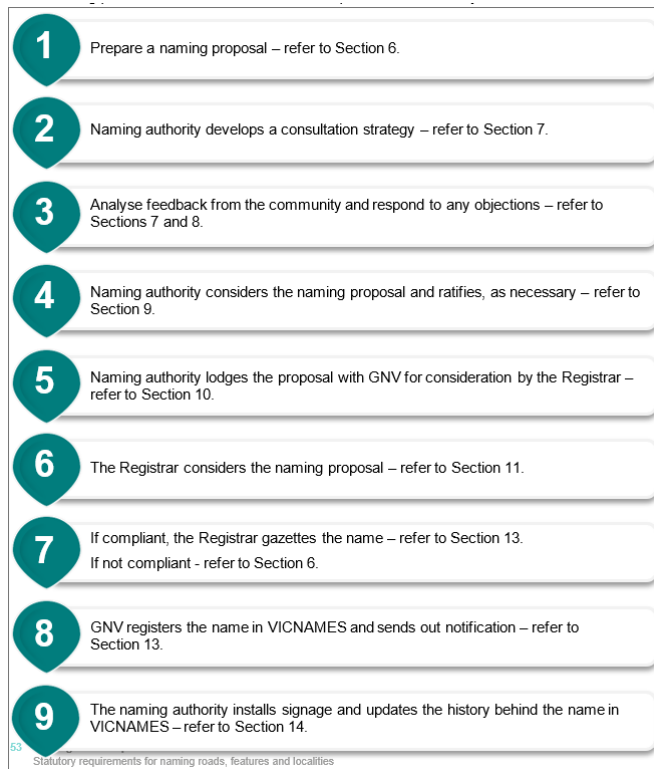 1
Prepare a naming proposal – refer to Section 6.
2
Naming authority develops a consultation strategy – refer to Section 7.
3
Analyse feedback from the community and respond to any objections – refer to
Sections 7 and 8.
4
Naming authority considers the naming proposal and ratifies, as necessary – refer to
Section 9.
5
Naming authority lodges the proposal with GNV for consideration by the Registrar –
refer to Section 10.
6
The Registrar considers the naming proposal – refer to Section 11.
7
If compliant, the Registrar gazettes the name – refer to Section 13.
If not compliant - refer to Section 6.
8
GNV registers the name in VICNAMES and sends out notification – refer to
Section 13.
9
The naming authority installs signage and updates the history behind the name in
VICNAMES – refer to Section 14.
53
Statutory requirements for naming roads, features and localities